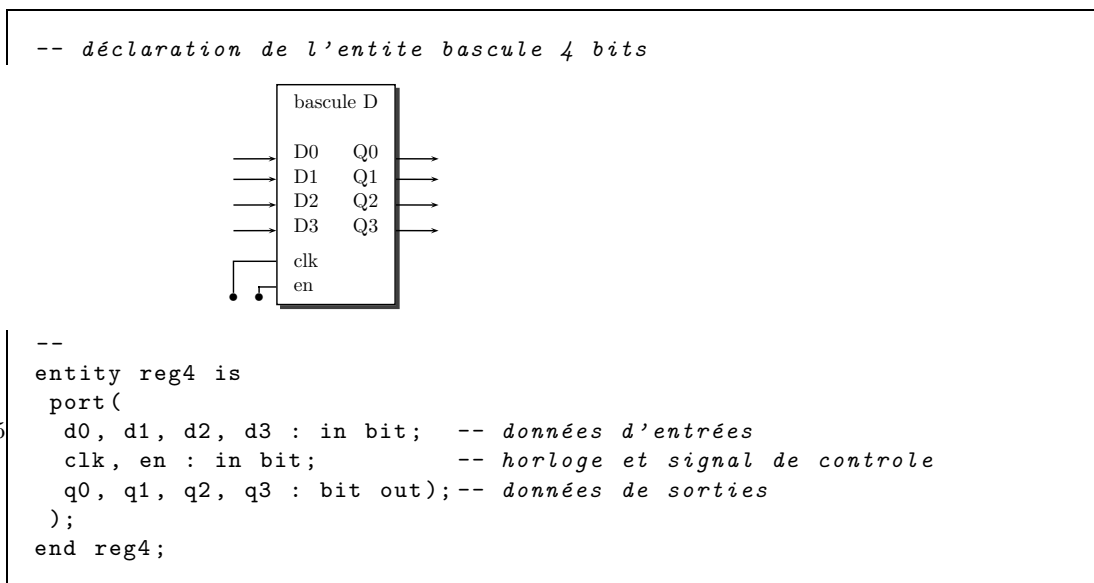 -- déclaration de l'entite bascule 4 bits
bascule D
D0 Q0
D1 Q1
D2 Q2
D3 Q3
clk
en
--
entity reg4 is
port(
d0, d1, d2, d3 : in bit; -- données d'entrées
clk, en : in bit; -- horloge et signal de controle
q0, q1, q2, q3 : bit out); -- données de sorties
);
end reg4;